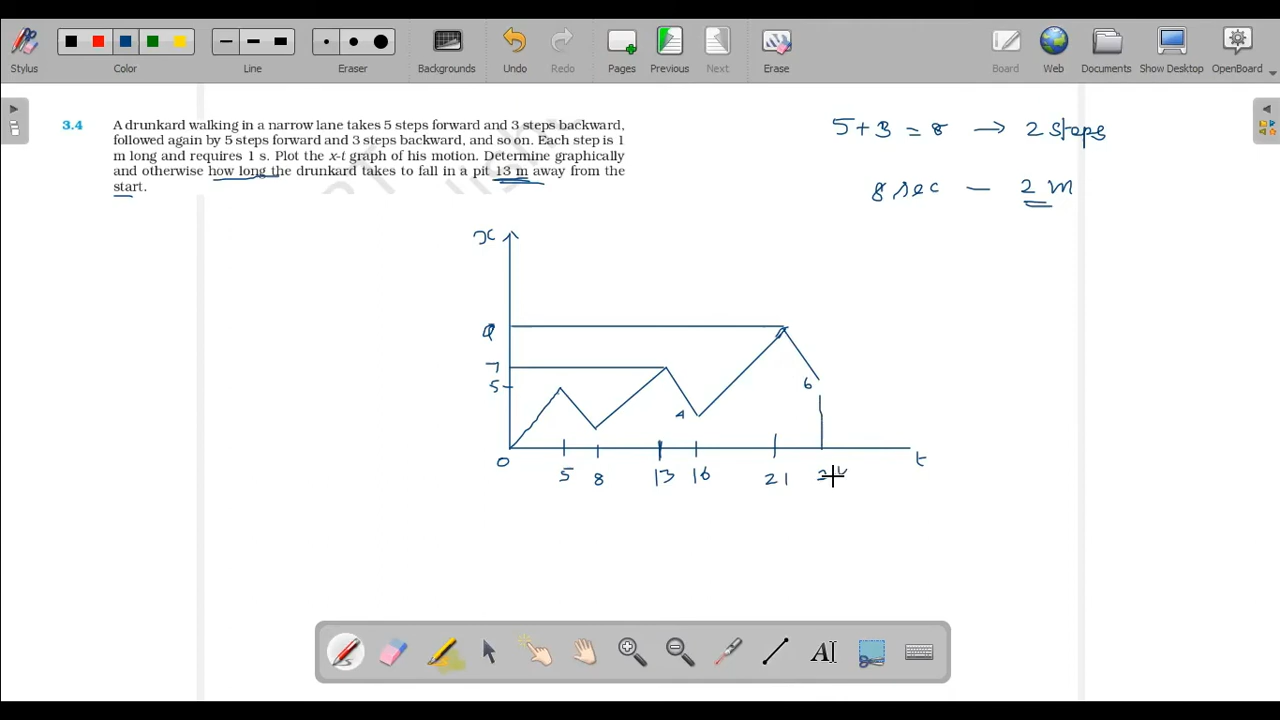 Stylus
Color
Line
Eraser
Backgrounds
Undo
Redo
Pages
Previous
Next
Erase
Board
Web
Documents
Show Desktop
OpenBoard
3.4 A drunkard walking in a narrow lane takes 5 steps forward and 3 steps backward,
followed again by 5 steps forward and 3 steps backward, and so on. Each step is 1
m long and requires 1 s. Plot the x-t graph of his motion. Determine graphically
and otherwise how long the drunkard takes to fall in a pit 13 m away from the
start.
5+3 = 8 → 2 steps
8 sec — 2 m
x
9
7
5
4
6
0
t
5 8 13 16 21
AI